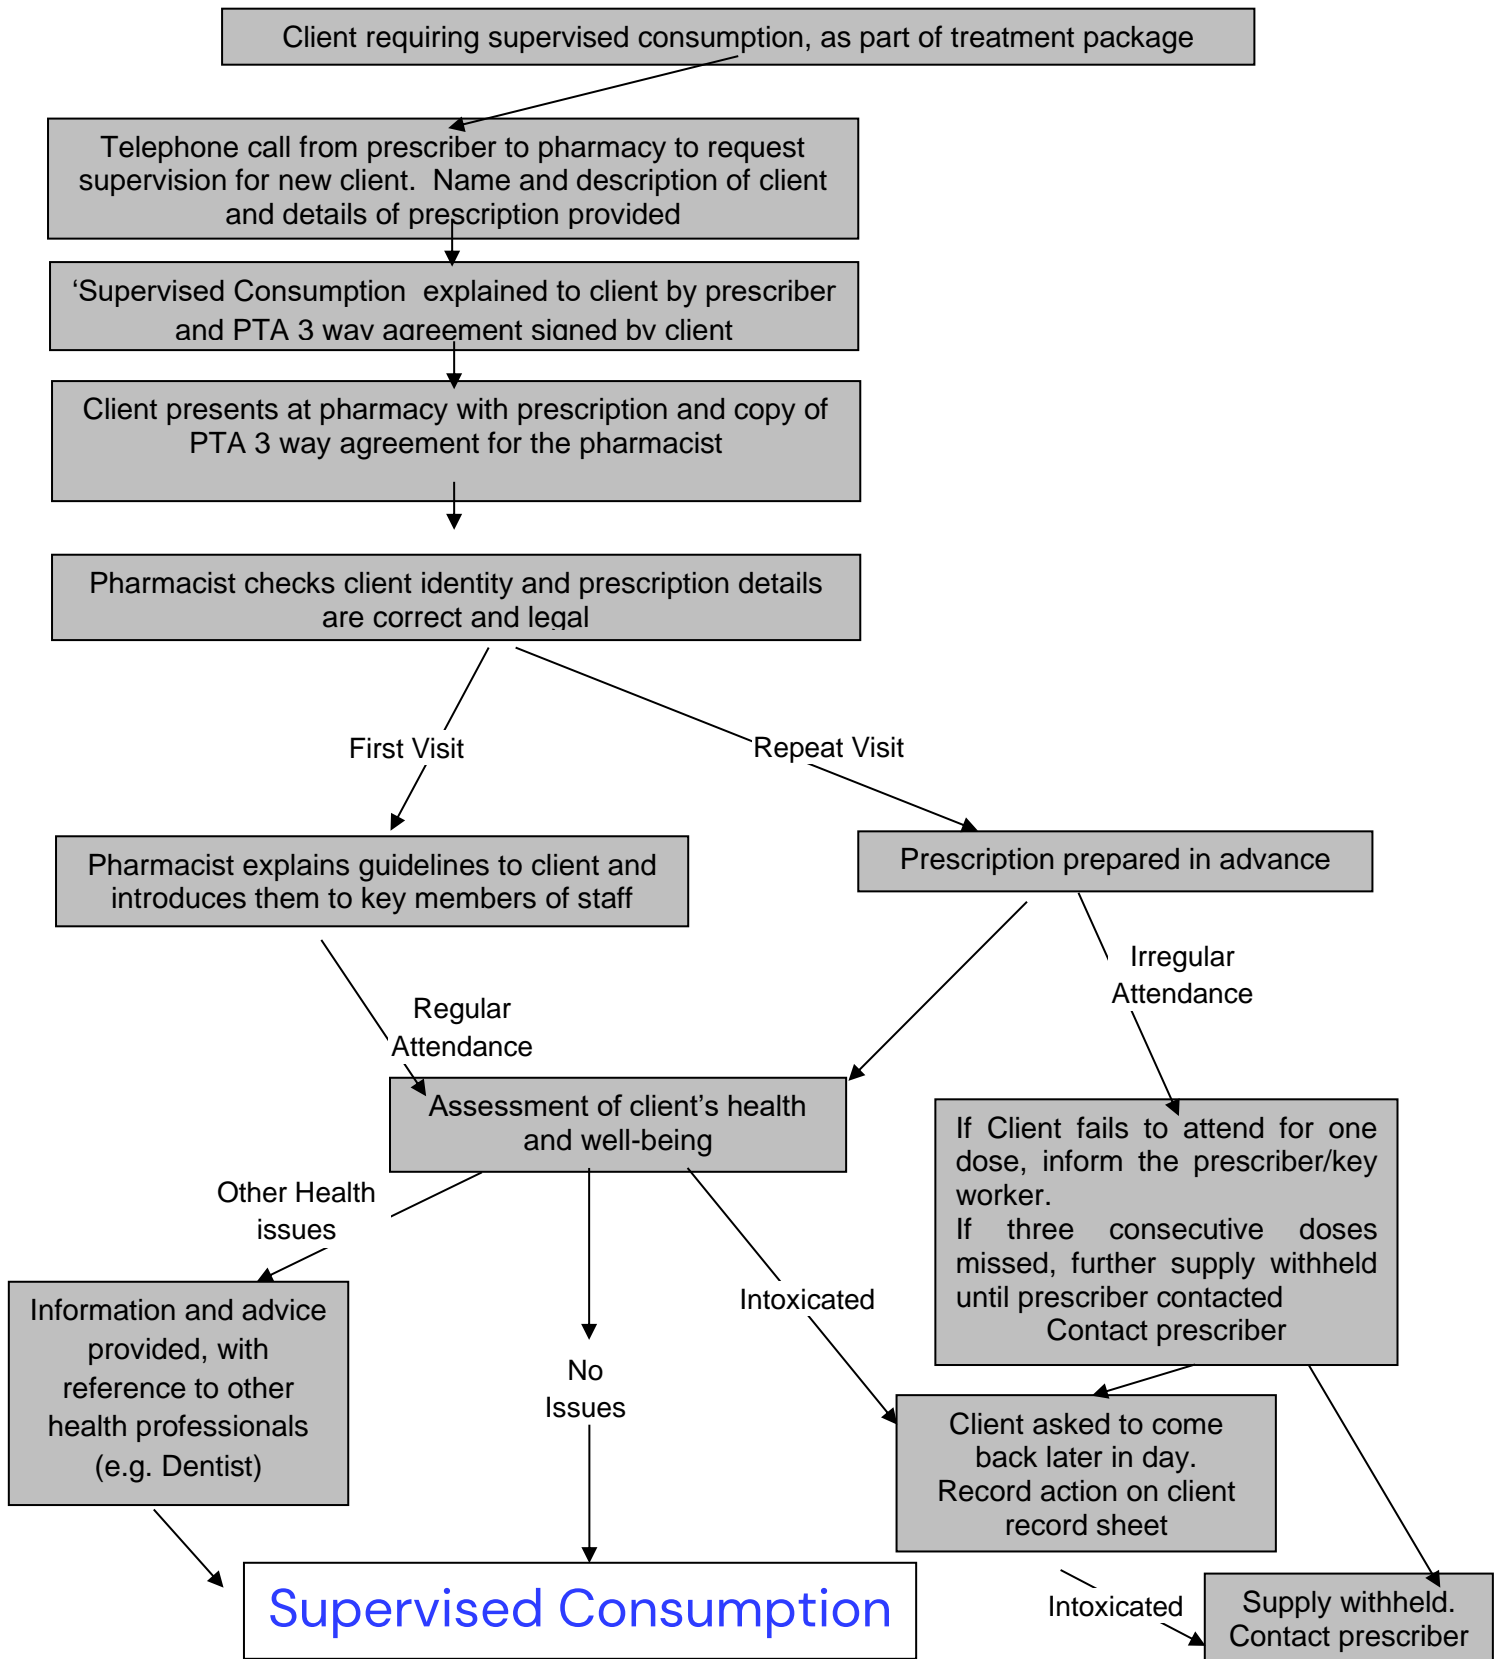 Client requiring supervised consumption, as part of treatment package
Telephone call from prescriber to pharmacy to request
supervision for new client.  Name and description of client
and details of prescription provided
‘Supervised Consumption  explained to client by prescriber
and PTA 3 way agreement signed by client
Client presents at pharmacy with prescription and copy of
PTA 3 way agreement for the pharmacist
Pharmacist checks client identity and prescription details
are correct and legal
First Visit
Repeat Visit
Pharmacist explains guidelines to client and
introduces them to key members of staff
Prescription prepared in advance
Regular
Attendance
Irregular
Attendance
Assessment of client’s health
and well-being
If Client fails to attend for one
dose, inform the prescriber/key
worker.
If three consecutive doses
missed, further supply withheld
until prescriber contacted
Contact prescriber
Other Health
issues
Intoxicated
No
Issues
Information and advice
provided, with
reference to other
health professionals
(e.g. Dentist)
Client asked to come
back later in day.
Record action on client
record sheet
Supervised Consumption
Intoxicated
Supply withheld.
Contact prescriber